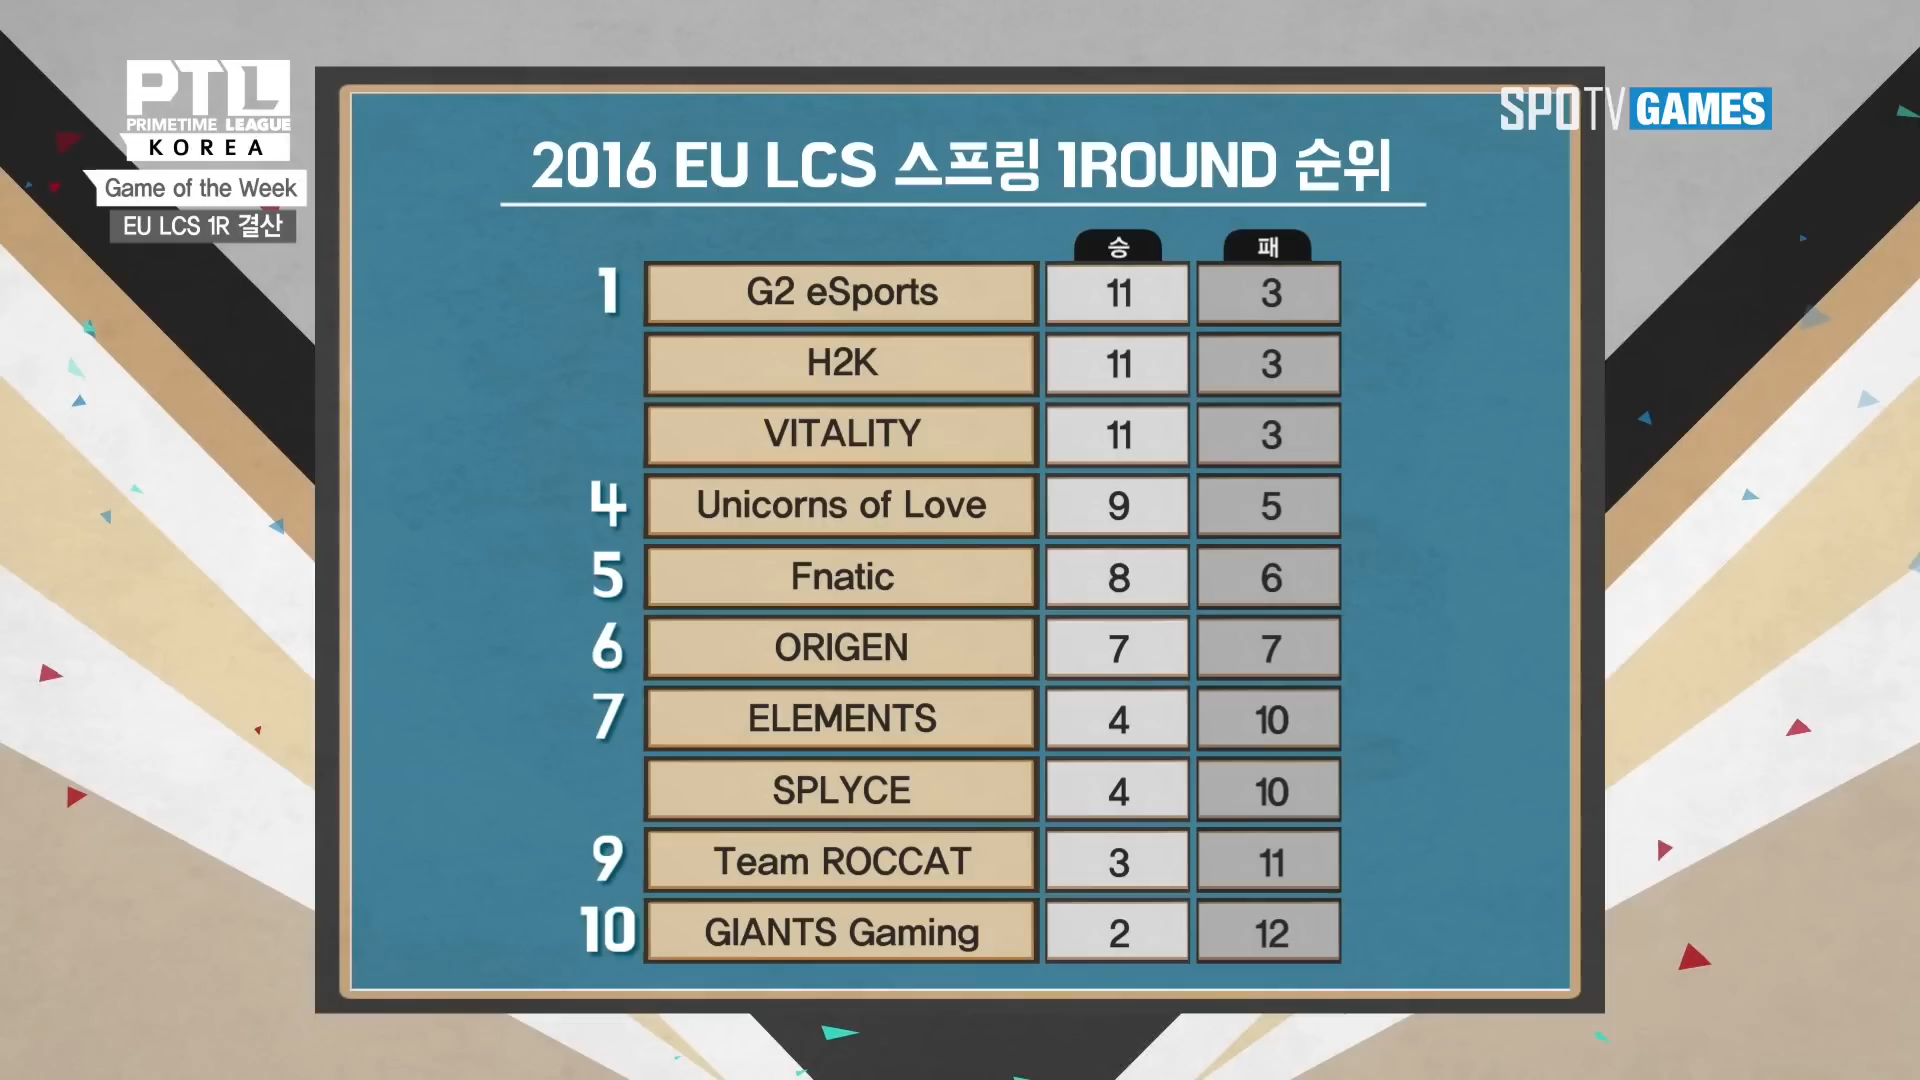 PTL
PRIMETIME LEAGUE
KOREA
Game of the Week
EU LCS 1R 결산
SPOTV GAMES
2016 EU LCS 스프링 1ROUND 순위
승 패
1 G2 eSports 11 3
H2K 11 3
VITALITY 11 3
4 Unicorns of Love 9 5
5 Fnatic 8 6
6 ORIGEN 7 7
7 ELEMENTS 4 10
SPLYCE 4 10
9 Team ROCCAT 3 11
10 GIANTS Gaming 2 12